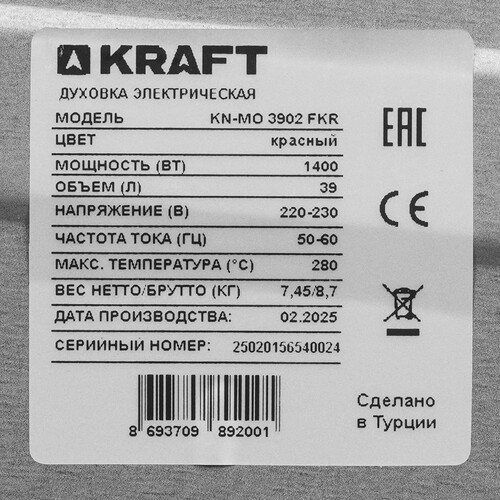 KRAFT
ДУХОВКА ЭЛЕКТРИЧЕСКАЯ
МОДЕЛЬ KN-MO 3902 FKR
ЦВЕТ красный
МОЩНОСТЬ (ВТ) 1400
ОБЪЕМ (Л) 39
НАПРЯЖЕНИЕ (В) 220-230
ЧАСТОТА ТОКА (ГЦ) 50-60
МАКС. ТЕМПЕРАТУРА (°C) 280
ВЕС НЕТТО/БРУТТО (КГ) 7,45/8,7
ДАТА ПРОИЗВОДСТВА: 02.2025
СЕРИИНЫЙ НОМЕР: 25020156540024
8 693709 892001
EAC
CE
Сделано
в Турции